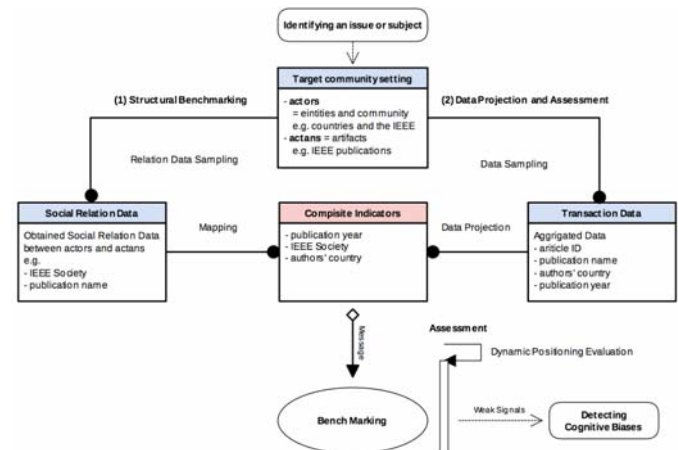 Identifying an issue or subject
Target community setting
- actors
= eintities and community
e.g. countries and the IEEE
- actans = artifacts
e.g. IEEE publications
(1) Structural Benchmarking
(2) Data Projection and Assessment
Relation Data Sampling
Data Sampling
Social Relation Data
Obtained Social Relation Data
between actors and actans
e.g.
- IEEE Society
- publication name
Mapping
Compisite Indicators
- publication year
- IEEE Society
- authors' country
Data Projection
Transaction Data
Aggrigated Data
- ariticle ID
- publication name
- authors' country
- publication year
Message
Assessment
Dynamic Positioning Evaluation
Bench Marking
Weak Signals
Detecting
Cognitive Biases